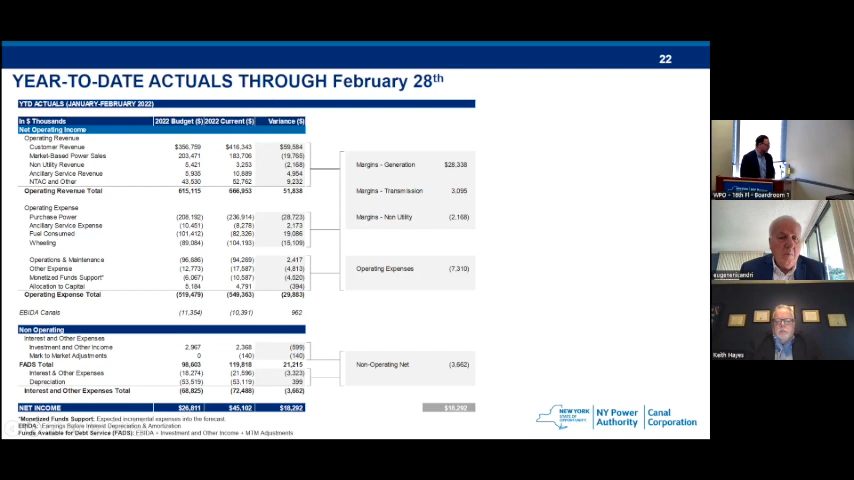 22
YEAR-TO-DATE ACTUALS THROUGH February 28th
YTD ACTUALS (JANUARY-FEBRUARY 2022)
In $ Thousands 2022 Budget ($) 2022 Current ($) Variance ($)
Net Operating Income
Operating Revenue
Customer Revenue $356,759 $416,343 $59,584
Market-Based Power Sales 203,471 183,706 (19,765)
Non Utility Revenue 5,421 3,253 (2,168)
Ancillary Service Revenue 5,935 10,889 4,954
NTAC and Other 43,530 52,762 9,232
Operating Revenue Total 615,115 666,953 51,838
Operating Expense
Purchase Power (208,192) (236,914) (28,723)
Ancillary Service Expense (10,451) (8,278) 2,173
Fuel Consumed (101,412) (82,326) 19,086
Wheeling (89,084) (104,193) (15,109)
Operations & Maintenance (96,686) (94,269) 2,417
Other Expense (12,773) (17,587) (4,813)
Monetized Funds Support* (6,067) (10,587) (4,520)
Allocation to Capital 5,184 4,791 (394)
Operating Expense Total (519,479) (549,363) (29,883)
EBIDA Canals (11,354) (10,391) 962
Non Operating
Interest and Other Expenses
Investment and Other Income 2,967 2,368 (599)
Mark to Market Adjustments 0 (140) (140)
FADS Total 98,603 119,818 21,215
Interest & Other Expenses (18,274) (21,596) (3,323)
Depreciation (53,519) (53,119) 399
Interest and Other Expenses Total (68,825) (72,488) (3,662)
NET INCOME $26,811 $45,102 $18,292
Margins - Generation $28,338
Margins - Transmission 3,095
Margins - Non Utility (2,168)
Operating Expenses (7,310)
Non-Operating Net (3,662)
$18,292
*Monetized Funds Support: Expected incremental expenses into the forecast.
EBIDA: Earnings Before Interest Depreciation & Amortization
Funds Available for Debt Service (FADS): EBIDA + Investment and Other Income + MTM Adjustments
NEW YORK
STATE OF
OPPORTUNITY
NY Power
Authority
Canal
Corporation
WPO - 16th Fl - Boardroom 1
eugenenicandri
Keith Hayes